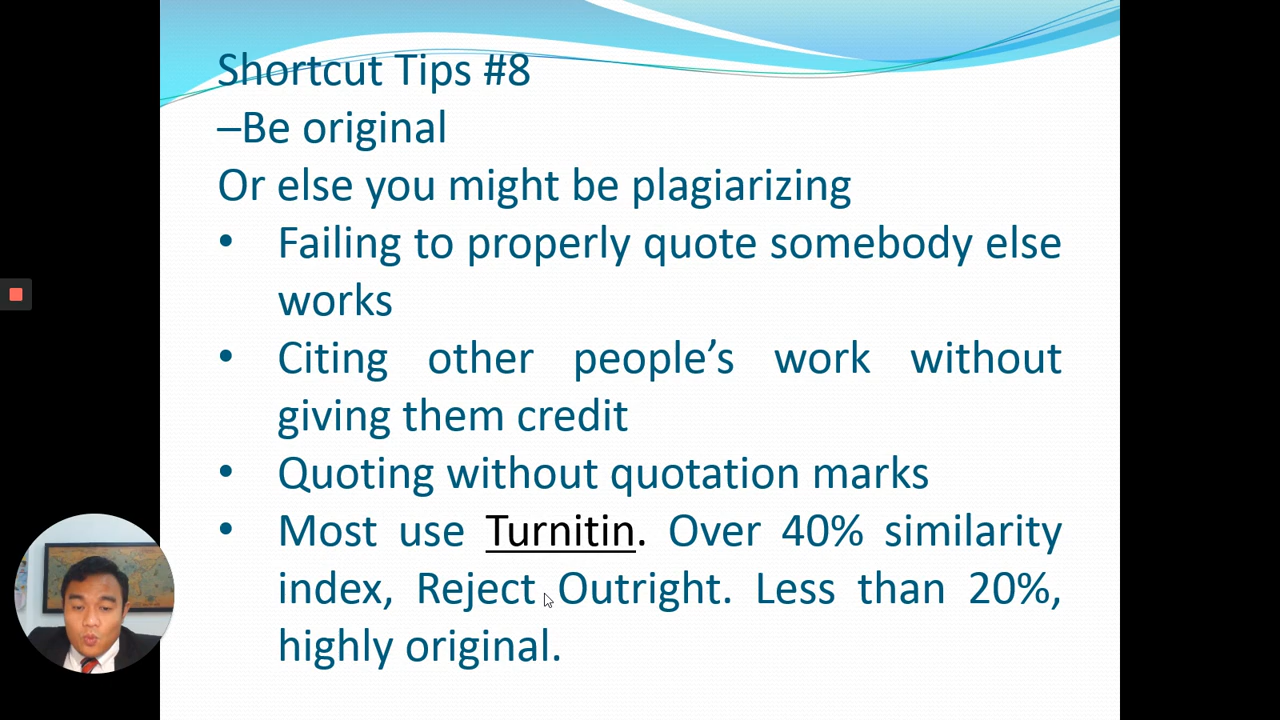 Shortcut Tips #8
–Be original
Or else you might be plagiarizing
• Failing to properly quote somebody else
works
• Citing other people’s work without
giving them credit
• Quoting without quotation marks
• Most use Turnitin. Over 40% similarity
index, Reject Outright. Less than 20%,
highly original.